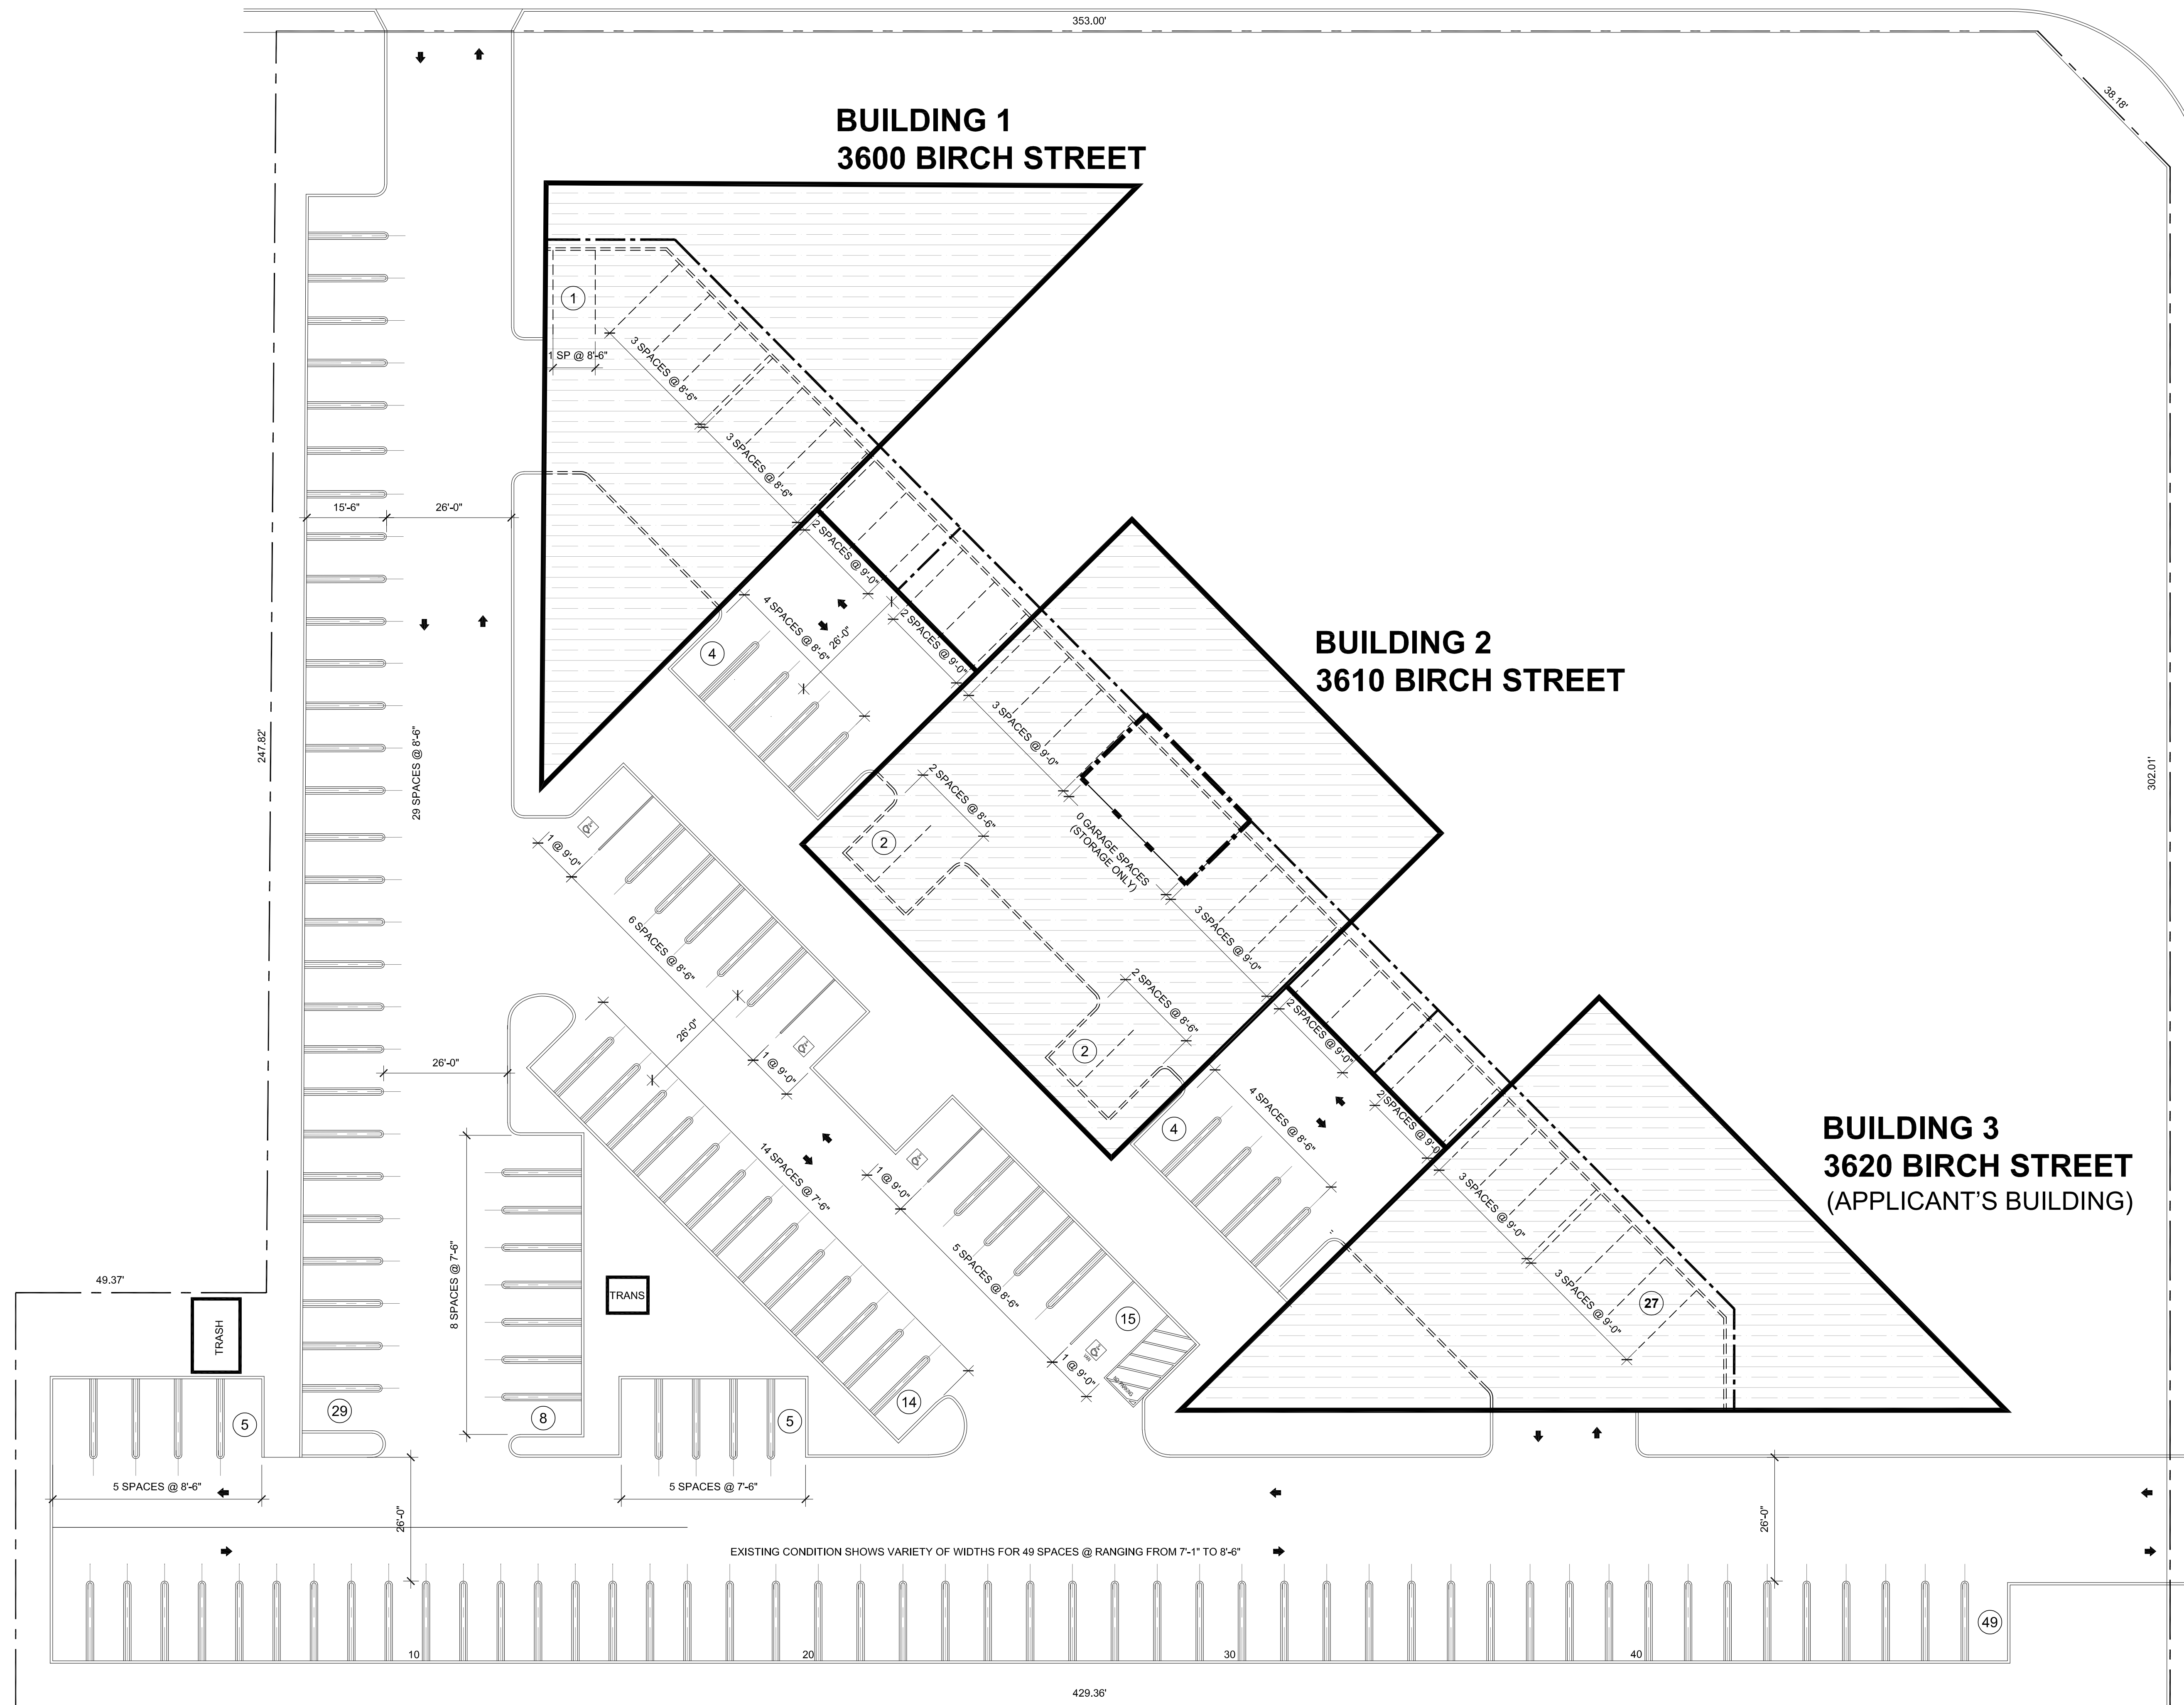 353.00'
38.18'
BUILDING 1
3600 BIRCH STREET
1
1 SP @ 8'-6"
3 SPACES @ 8'-6"
3 SPACES @ 8'-6"
15'-6"
26'-0"
2 SPACES @ 9'-0"
4 SPACES @ 8'-6"
26'-0"
2 SPACES @ 9'-0"
4
BUILDING 2
3610 BIRCH STREET
247.82'
29 SPACES @ 8'-6"
302.01'
3 SPACES @ 9'-0"
2 SPACES @ 8'-6"
2
0 GARAGE SPACES
(STORAGE ONLY)
1 @ 9'-0"
6 SPACES @ 8'-6"
3 SPACES @ 9'-0"
26'-0"
2 SPACES @ 8'-6"
2
2 SPACES @ 9'-0"
26'-0"
1 @ 9'-0"
4 SPACES @ 8'-6"
2 SPACES @ 9'-0"
4
BUILDING 3
3620 BIRCH STREET
(APPLICANT'S BUILDING)
14 SPACES @ 7'-6"
1 @ 9'-0"
3 SPACES @ 9'-0"
49.37'
8 SPACES @ 7'-6"
TRANS
TRASH
5 SPACES @ 8'-6"
15
3 SPACES @ 9'-0"
27
1 @ 9'-0"
NO PARKING
5
29
8
5
14
5 SPACES @ 8'-6"
5 SPACES @ 7'-6"
26'-0"
26'-0"
EXISTING CONDITION SHOWS VARIETY OF WIDTHS FOR 49 SPACES @ RANGING FROM 7'-1" TO 8'-6"
49
10
20
30
40
429.36'